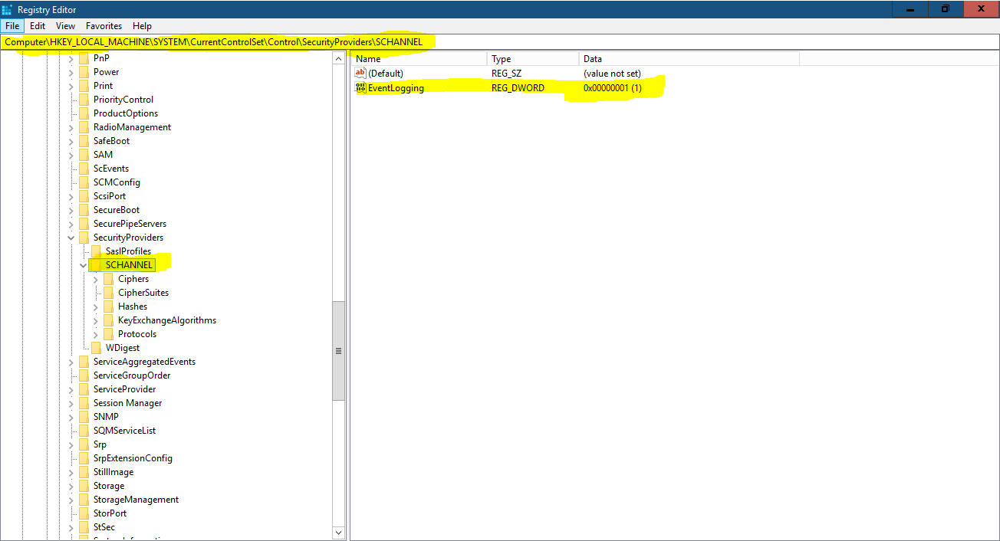 Registry Editor
File Edit View Favorites Help
Computer\HKEY_LOCAL_MACHINE\SYSTEM\CurrentControlSet\Control\SecurityProviders\SCHANNEL
PnP
Power
Print
PriorityControl
ProductOptions
RadioManagement
SafeBoot
SAM
ScEvents
SCMConfig
ScsiPort
SecureBoot
SecurePipeServers
SecurityProviders
SaslProfiles
SCHANNEL
Ciphers
CipherSuites
Hashes
KeyExchangeAlgorithms
Protocols
WDigest
ServiceAggregatedEvents
ServiceGroupOrder
ServiceProvider
Session Manager
SNMP
SQMServiceList
Srp
SrpExtensionConfig
StillImage
Storage
StorageManagement
StorPort
StSec
Name Type Data
(Default) REG_SZ (value not set)
EventLogging REG_DWORD 0x00000001 (1)